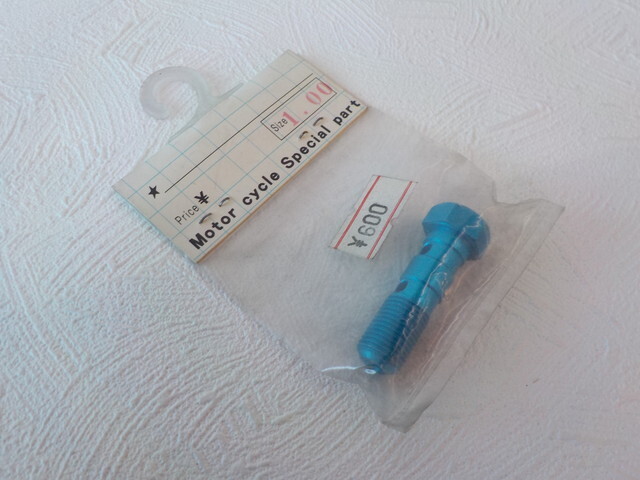 Size 1.00
★
Price ¥
Motor cycle Special part
¥600